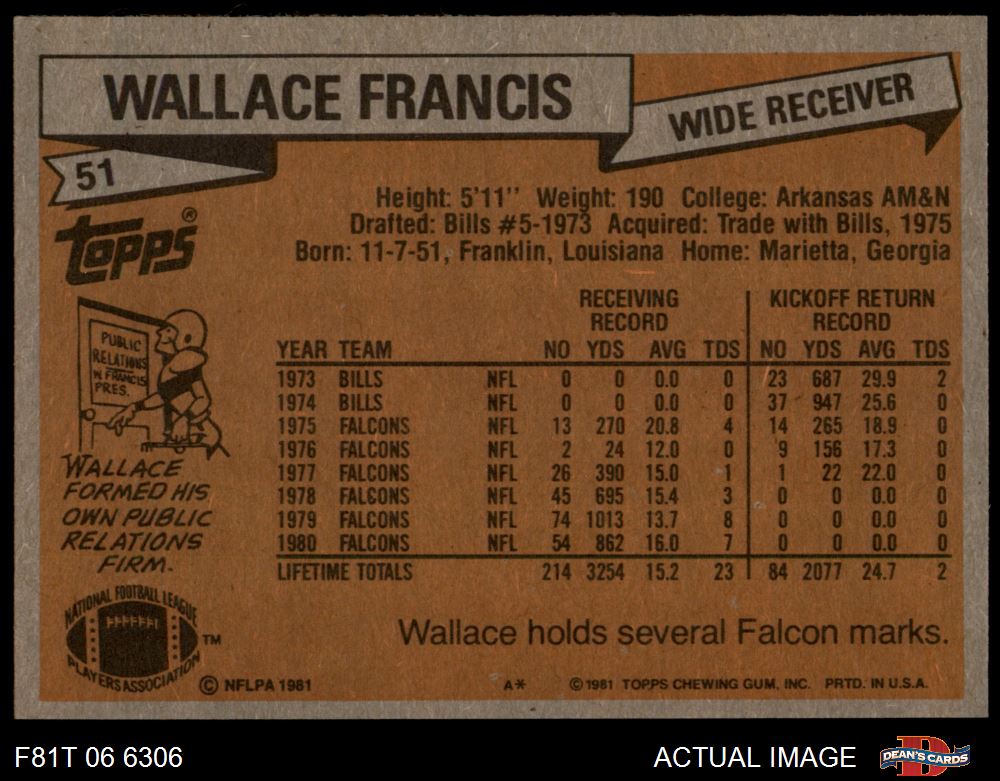 WALLACE FRANCIS
WIDE RECEIVER
51
topps®
Height: 5'11'' Weight: 190 College: Arkansas AM&N
Drafted: Bills #5-1973 Acquired: Trade with Bills, 1975
Born: 11-7-51, Franklin, Louisiana Home: Marietta, Georgia
PUBLIC
RELATIONS
W FRANCIS
PRES.
WALLACE
FORMED HIS
OWN PUBLIC
RELATIONS
FIRM.
RECEIVING RECORD
KICKOFF RETURN RECORD
YEAR TEAM NO YDS AVG TDS NO YDS AVG TDS
1973 BILLS NFL 0 0 0.0 0 23 687 29.9 2
1974 BILLS NFL 0 0 0.0 0 37 947 25.6 0
1975 FALCONS NFL 13 270 20.8 4 14 265 18.9 0
1976 FALCONS NFL 2 24 12.0 0 9 156 17.3 0
1977 FALCONS NFL 26 390 15.0 1 1 22 22.0 0
1978 FALCONS NFL 45 695 15.4 3 0 0 0.0 0
1979 FALCONS NFL 74 1013 13.7 8 0 0 0.0 0
1980 FALCONS NFL 54 862 16.0 7 0 0 0.0 0
LIFETIME TOTALS 214 3254 15.2 23 84 2077 24.7 2
Wallace holds several Falcon marks.
NATIONAL FOOTBALL LEAGUE
PLAYERS ASSOCIATION
TM
© NFLPA 1981
A*
© 1981 TOPPS CHEWING GUM, INC. PRTD. IN U.S.A.
F81T 06 6306
ACTUAL IMAGE
DEAN'S CARDS